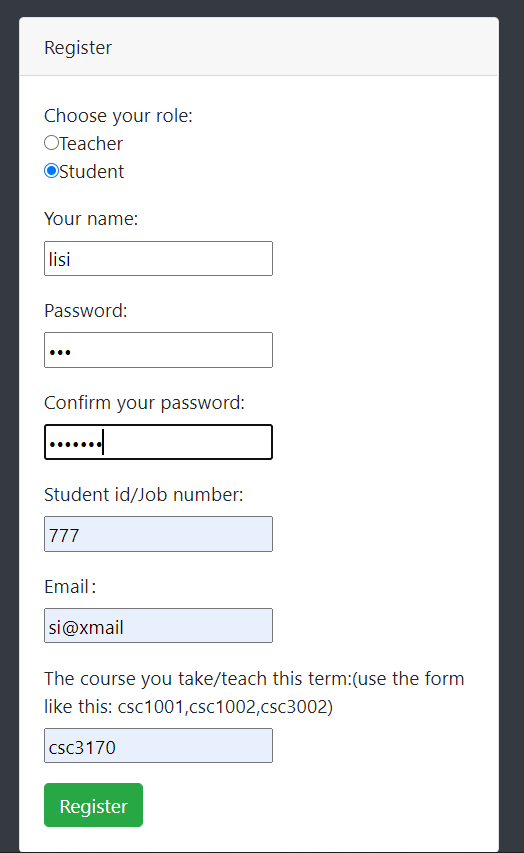 Register
Choose your role:
Teacher
Student
Your name:
lisi
Password:
•••
Confirm your password:
•••••••
Student id/Job number:
777
Email：
si@xmail
The course you take/teach this term:(use the form
like this: csc1001,csc1002,csc3002)
csc3170
Register